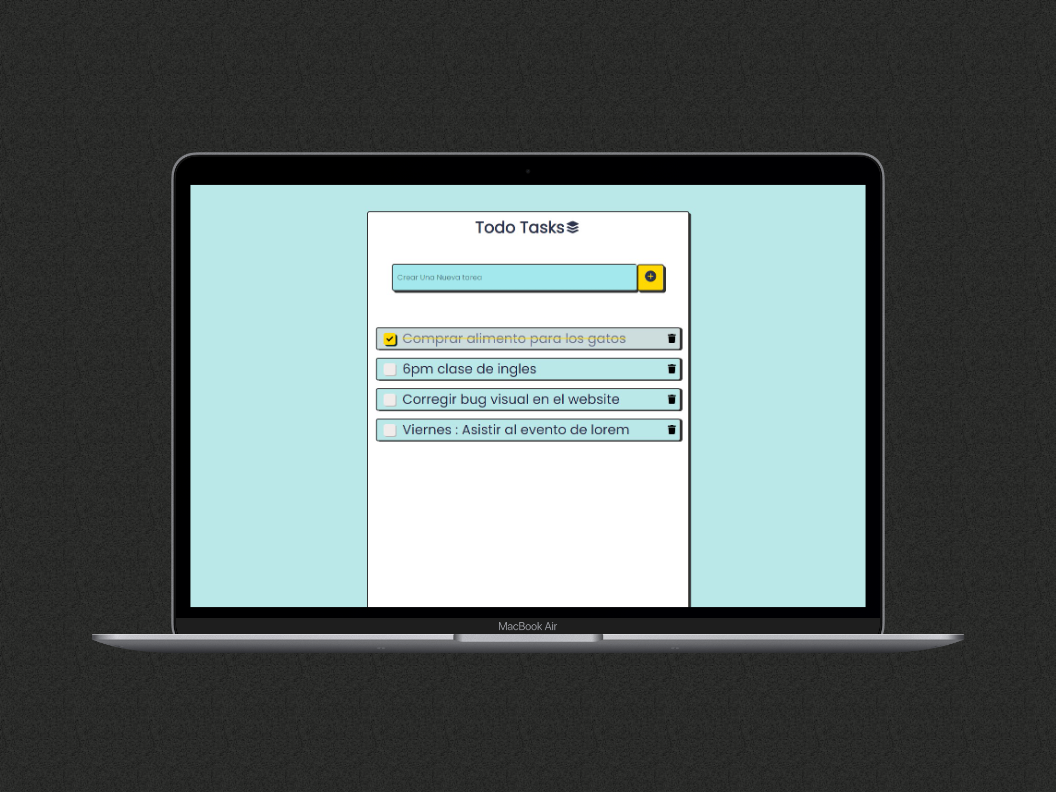 Todo Tasks
Crear Una Nueva tarea
Comprar alimento para los gatos
6pm clase de ingles
Corregir bug visual en el website
Viernes : Asistir al evento de lorem
MacBook Air